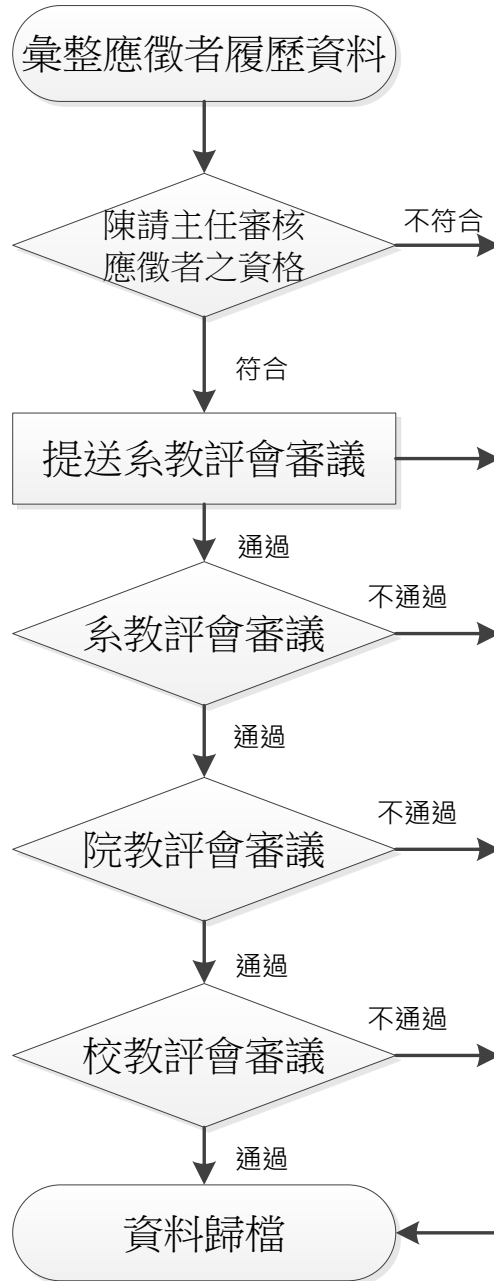 彙整應徵者履歷資料
陳請主任審核
應徵者之資格
不符合
符合
提送系教評會審議
通過
系教評會審議
不通過
通過
院教評會審議
不通過
通過
校教評會審議
不通過
通過
資料歸檔